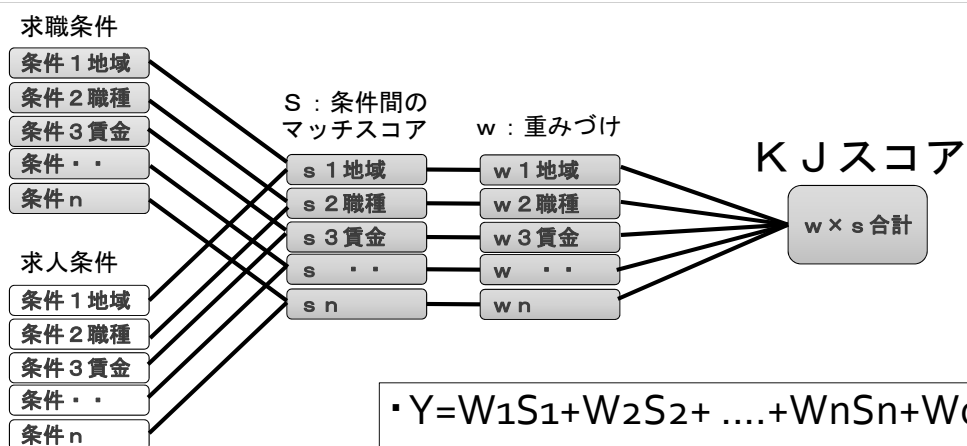 求職条件
条件１地域
条件２職種
条件３賃金
条件・・
条件ｎ
求人条件
条件１地域
条件２職種
条件３賃金
条件・・
条件ｎ
Ｓ：条件間の
マッチスコア
ｓ１地域
ｓ２職種
ｓ３賃金
ｓ　・・
ｓｎ
ｗ：重みづけ
ｗ１地域
ｗ２職種
ｗ３賃金
ｗ　・・
ｗｎ
ＫＪスコア
ｗ×ｓ合計
・Y=W1S1+W2S2+ ....+WnSn+W